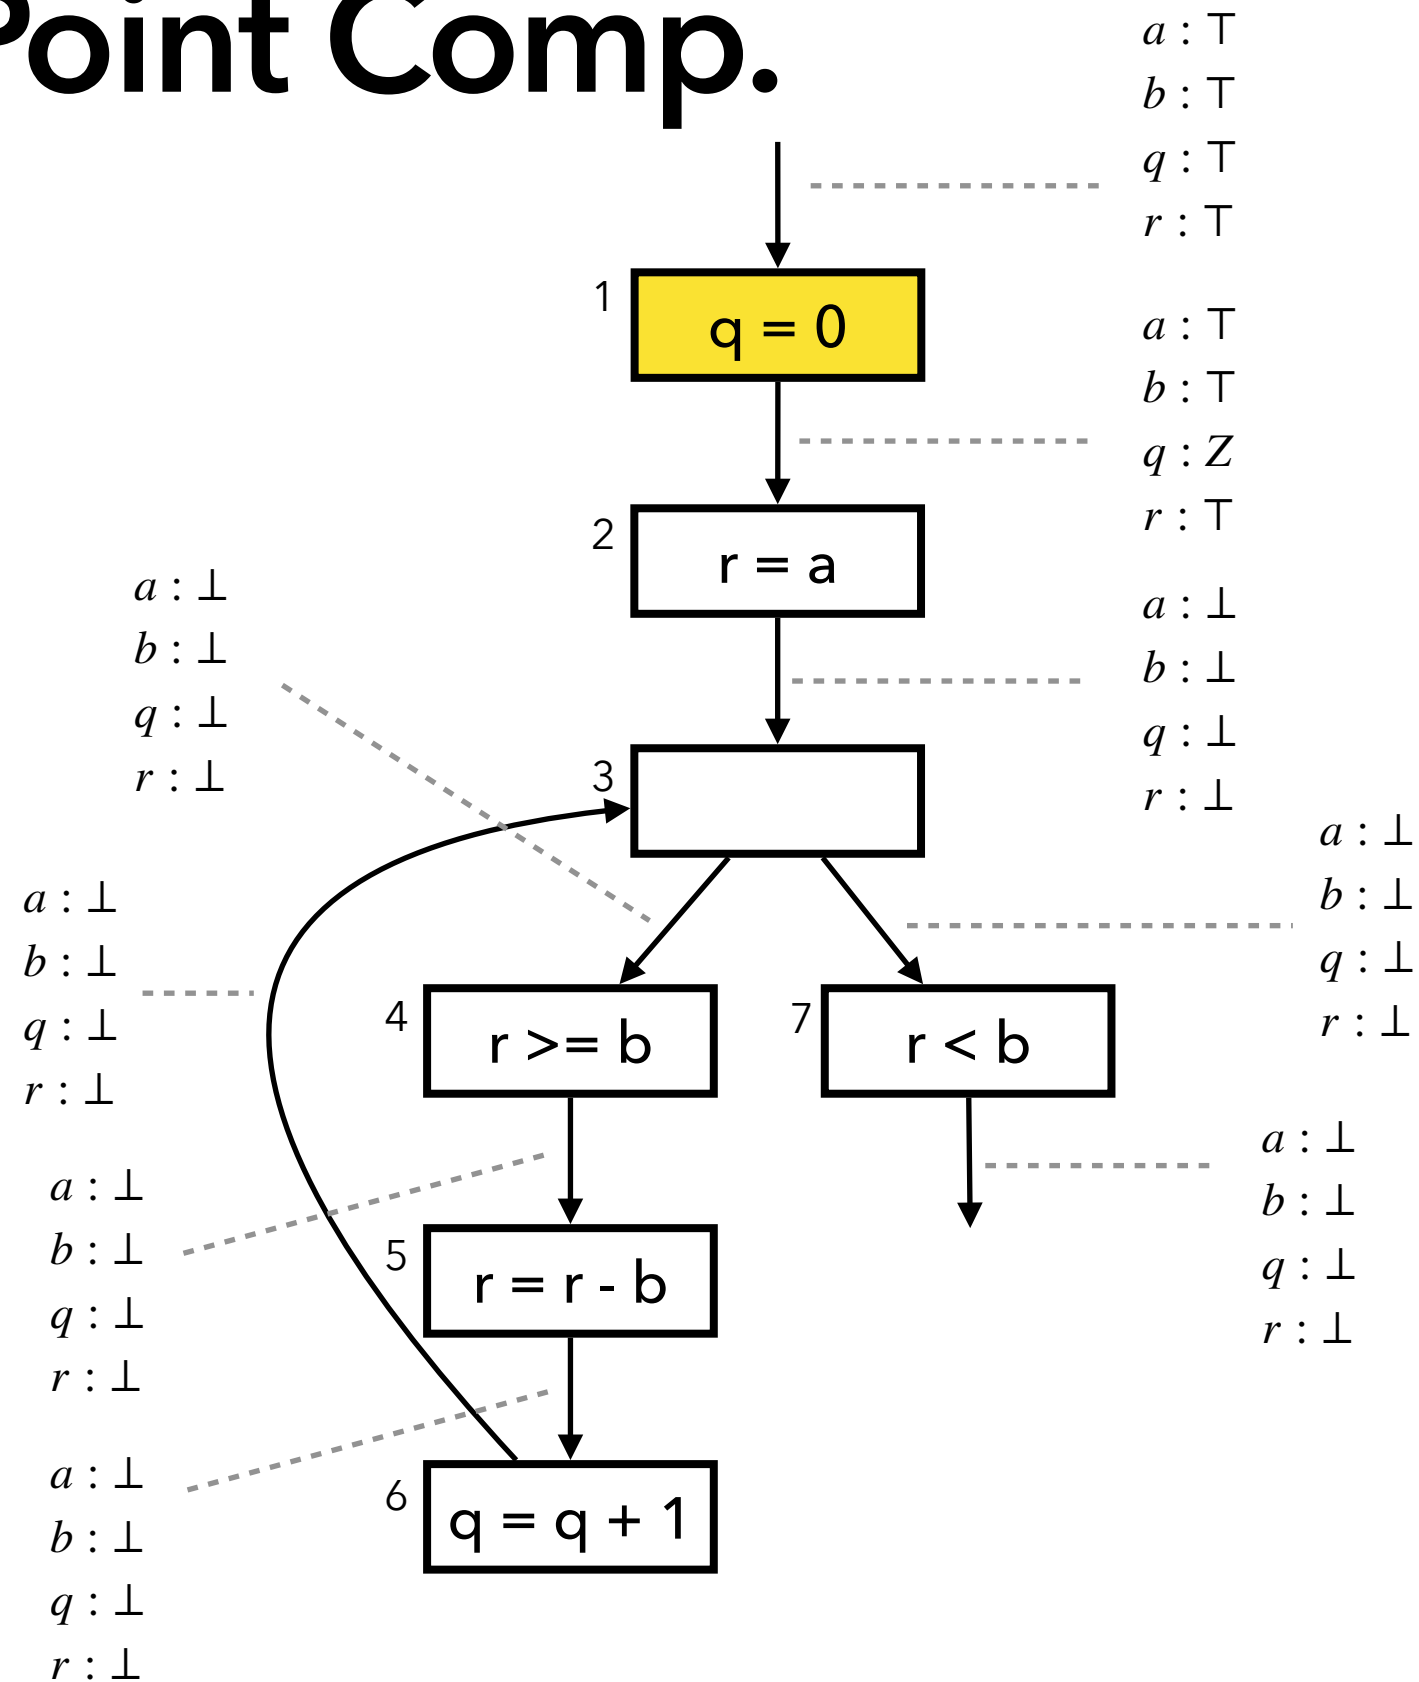 Point Comp.
a : ⊤
b : ⊤
q : ⊤
r : ⊤
1
q = 0
a : ⊤
b : ⊤
q : Z
r : ⊤
2
r = a
a : ⊥
b : ⊥
q : ⊥
r : ⊥
a : ⊥
b : ⊥
q : ⊥
r : ⊥
3
a : ⊥
b : ⊥
q : ⊥
r : ⊥
a : ⊥
b : ⊥
q : ⊥
r : ⊥
4
r >= b
7
r < b
a : ⊥
b : ⊥
q : ⊥
r : ⊥
a : ⊥
b : ⊥
q : ⊥
r : ⊥
5
r = r - b
a : ⊥
b : ⊥
q : ⊥
r : ⊥
6
q = q + 1